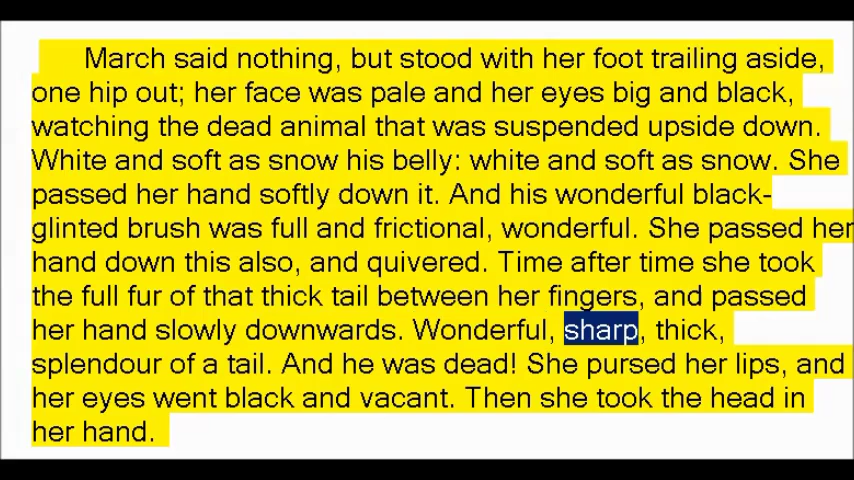 March said nothing, but stood with her foot trailing aside,
one hip out; her face was pale and her eyes big and black,
watching the dead animal that was suspended upside down.
White and soft as snow his belly: white and soft as snow. She
passed her hand softly down it. And his wonderful black-
glinted brush was full and frictional, wonderful. She passed her
hand down this also, and quivered. Time after time she took
the full fur of that thick tail between her fingers, and passed
her hand slowly downwards. Wonderful, sharp, thick,
splendour of a tail. And he was dead! She pursed her lips, and
her eyes went black and vacant. Then she took the head in
her hand.